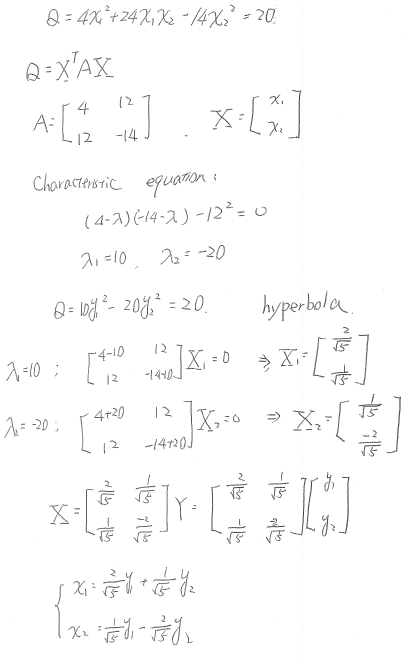 Q = 4x₁² + 24x₁x₂ - 14x₂² = 20.
Q = XᵀAX
A = [4 12; 12 -14] . X = [x₁; x₂]
Characteristic equation :
(4-λ)(-14-λ) - 12² = 0
λ₁ = 10 , λ₂ = -20
Q = 10y₁² - 20y₂² = 20. hyperbola.
λ₁ = 10 ; [4-10 12; 12 -14-10] X₁ = 0 ⇒ X₁ = [2/√5; 1/√5]
λ₂ = -20 ; [4+20 12; 12 -14+20] X₂ = 0 ⇒ X₂ = [1/√5; -2/√5]
X = [2/√5 1/√5; 1/√5 -2/√5] Y = [2/√5 1/√5; 1/√5 2/√5] [y₁; y₂]
{ x₁ = 2/√5 y₁ + 1/√5 y₂
x₂ = 1/√5 y₁ - 2/√5 y₂